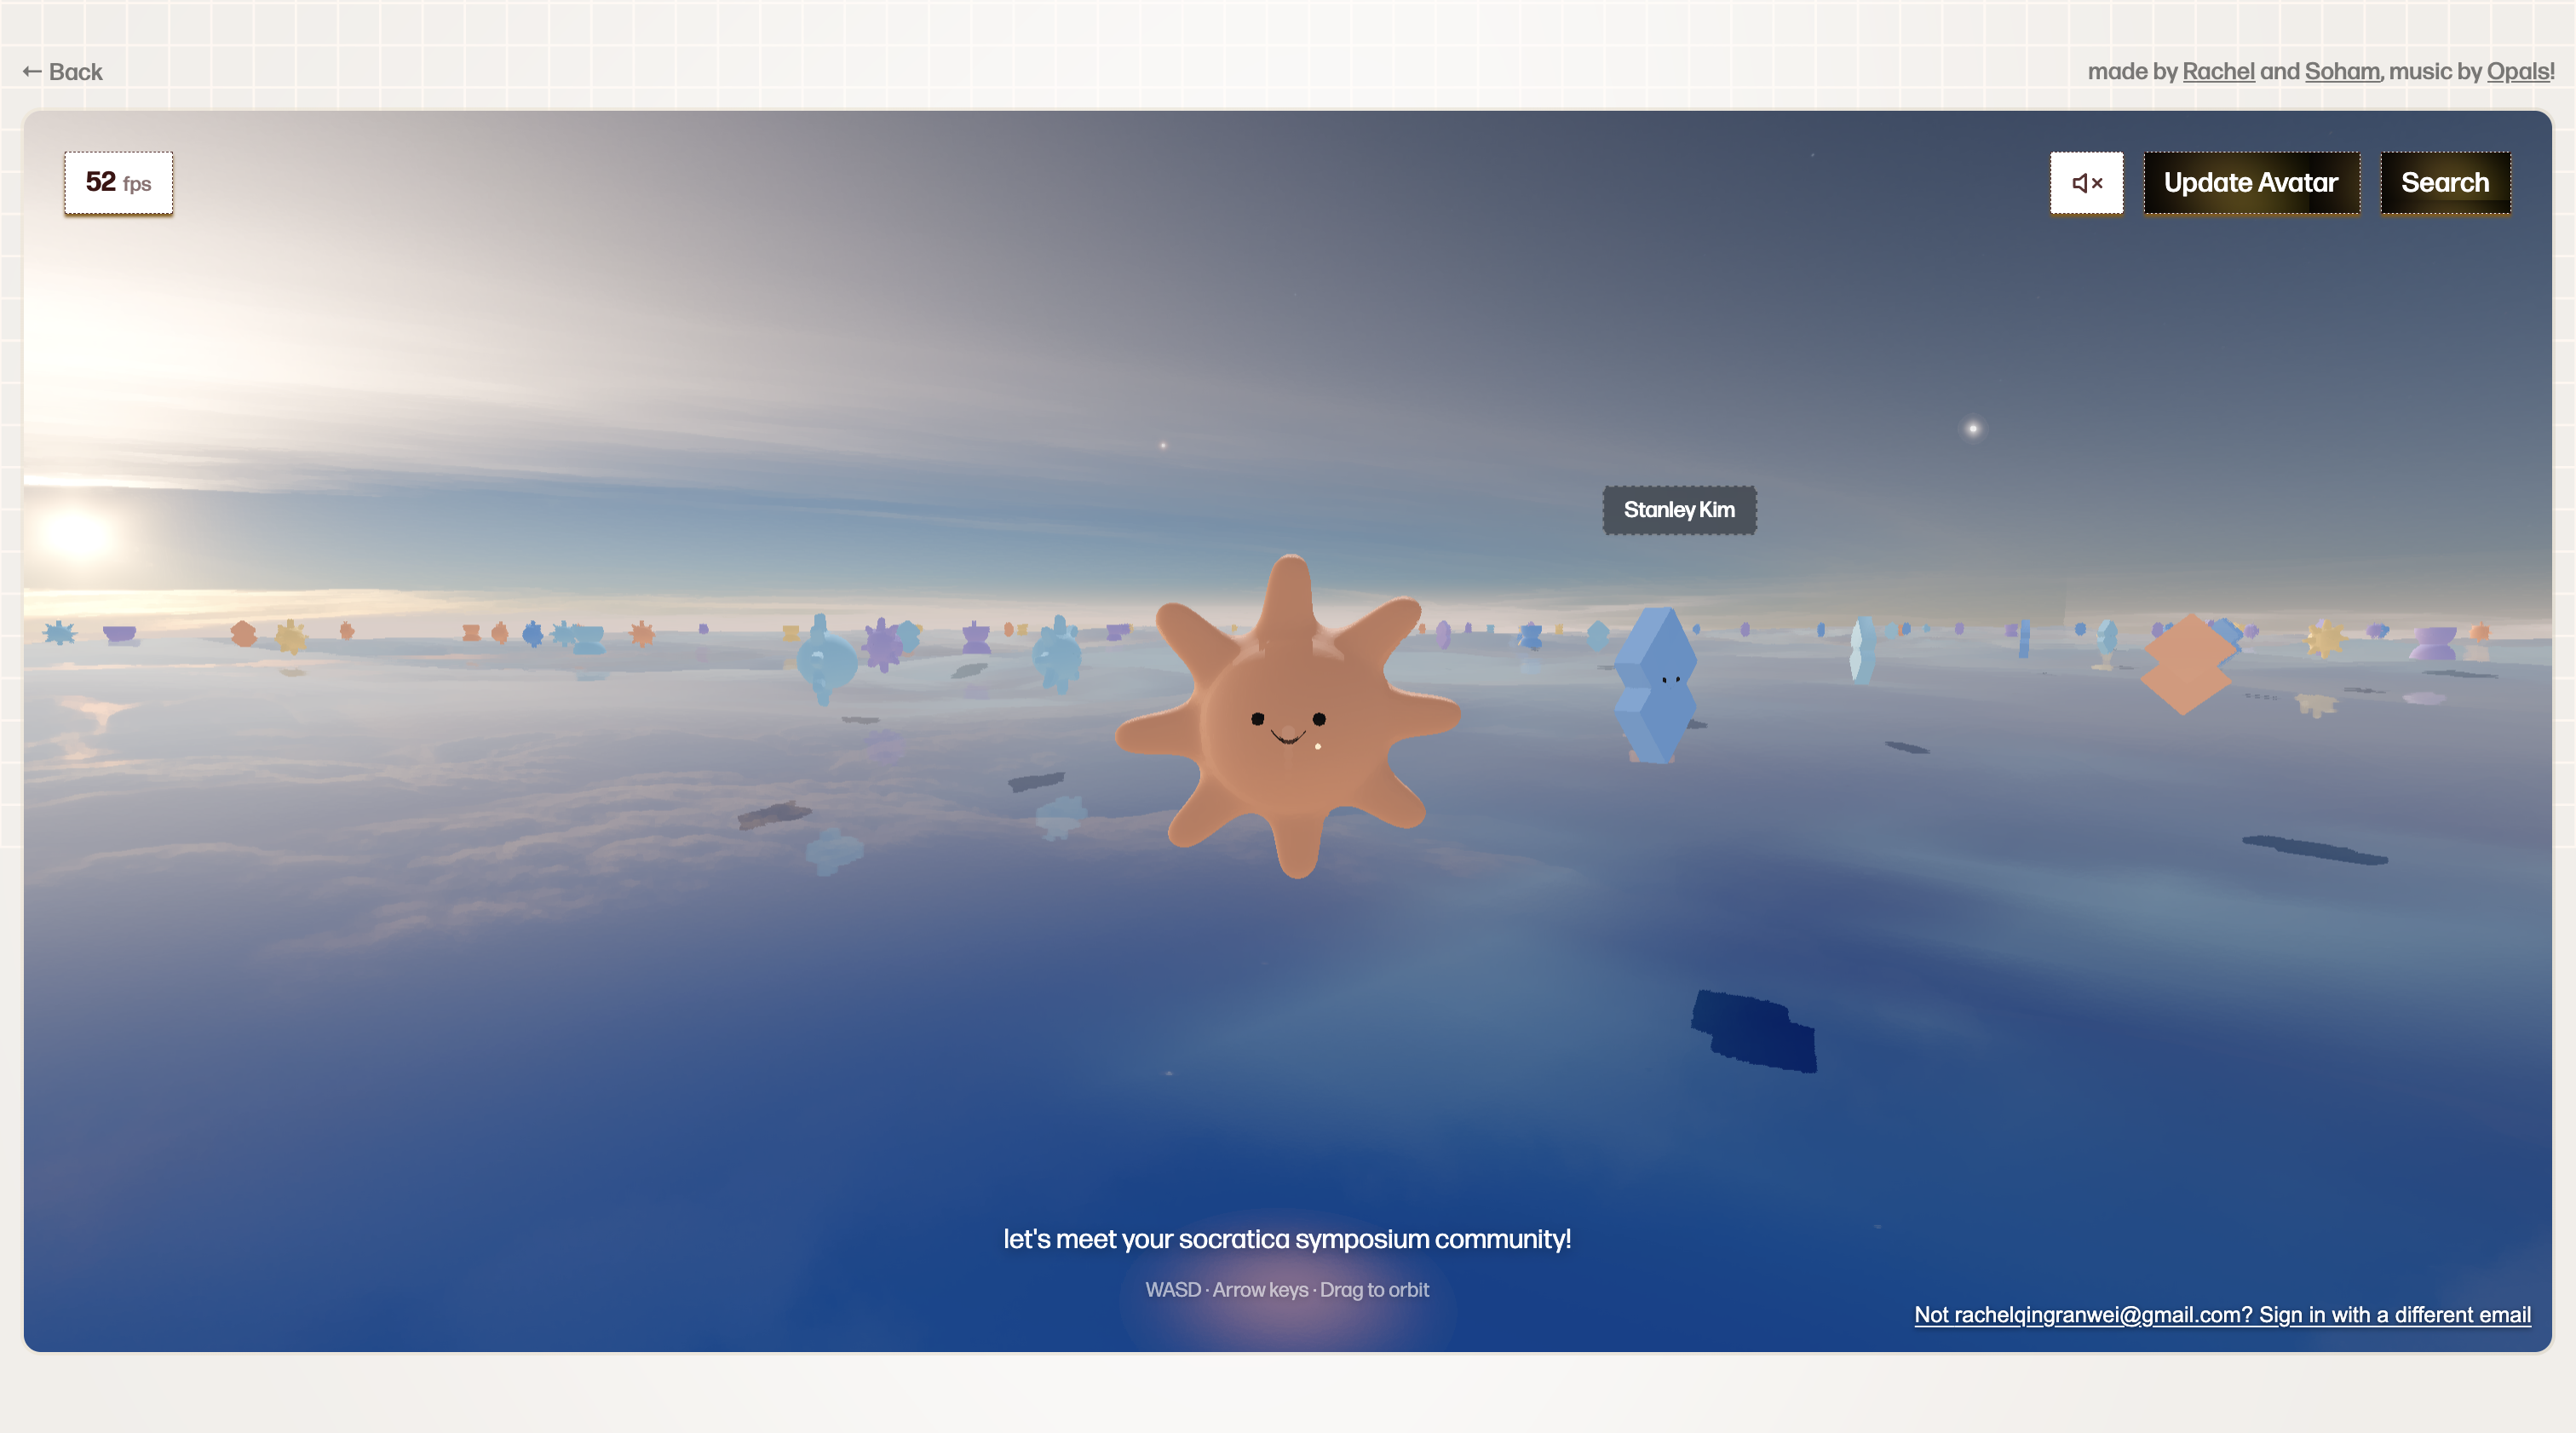 ← Back
made by Rachel and Soham, music by Opals!
52 fps
Update Avatar
Search
Stanley Kim
let's meet your socratica symposium community!
WASD · Arrow keys · Drag to orbit
Not rachelqingranwei@gmail.com? Sign in with a different email